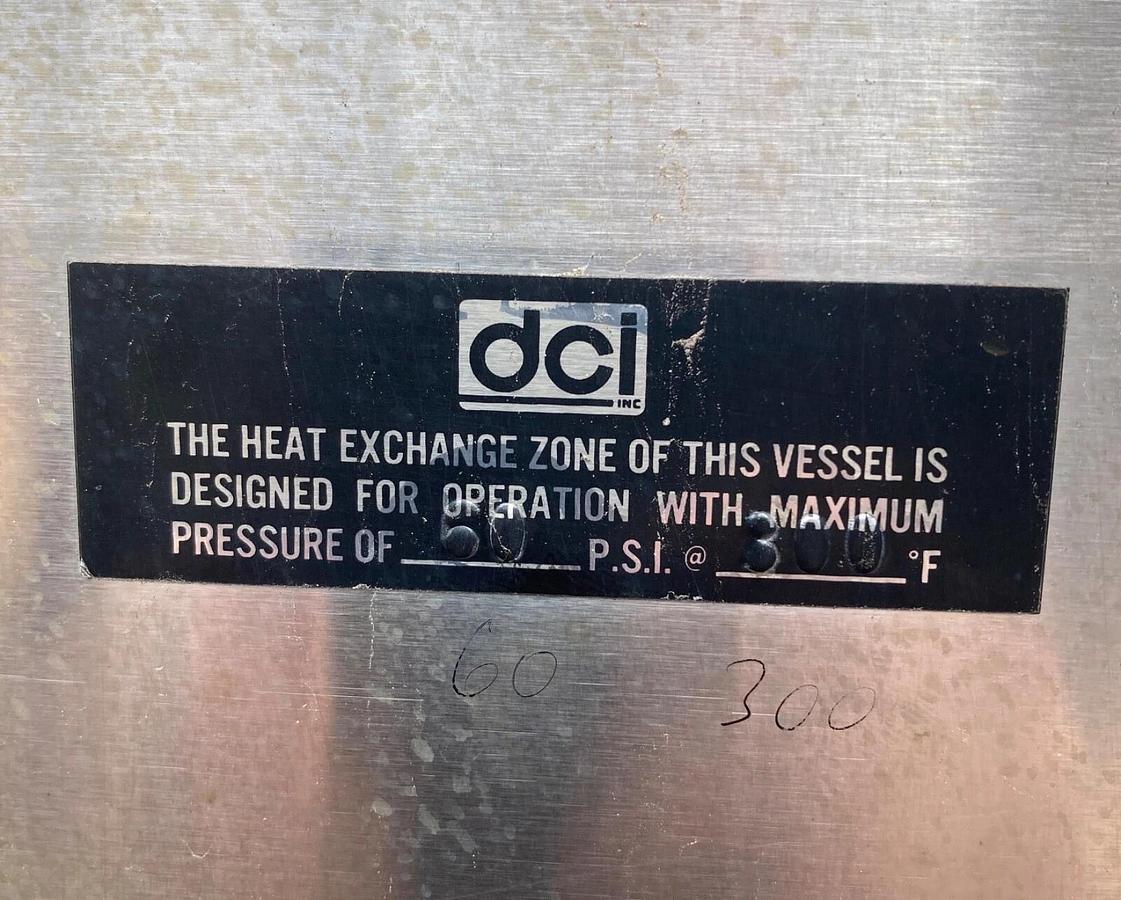 dci
INC
THE HEAT EXCHANGE ZONE OF THIS VESSEL IS
DESIGNED FOR OPERATION WITH MAXIMUM
PRESSURE OF 60 P.S.I. @ 300 °F
60 300